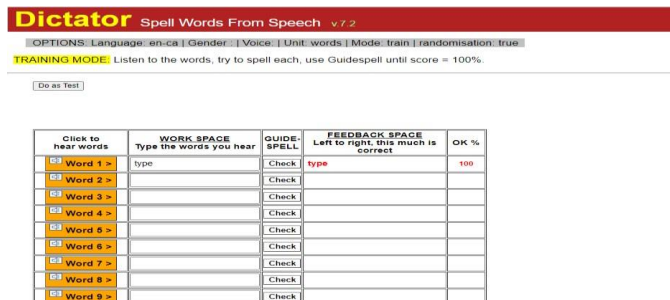 Dictator Spell Words From Speech v.7.2
OPTIONS: Language: en-ca | Gender : | Voice: | Unit: words | Mode: train | randomisation: true
TRAINING MODE: Listen to the words, try to spell each, use Guidespell until score = 100%.
Do as Test
Click to hear words
WORK SPACE
Type the words you hear
GUIDE-SPELL
FEEDBACK SPACE
Left to right, this much is correct
OK %
Word 1 > type Check type 100
Word 2 > Check
Word 3 > Check
Word 4 > Check
Word 5 > Check
Word 6 > Check
Word 7 > Check
Word 8 > Check
Word 9 > Check